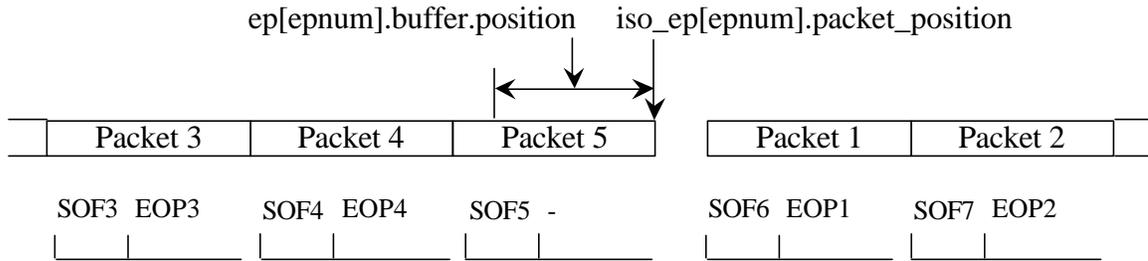 ep[epnum].buffer.position iso_ep[epnum].packet_position
Packet 3 Packet 4 Packet 5 Packet 1 Packet 2
SOF3 EOP3 SOF4 EOP4 SOF5 - SOF6 EOP1 SOF7 EOP2